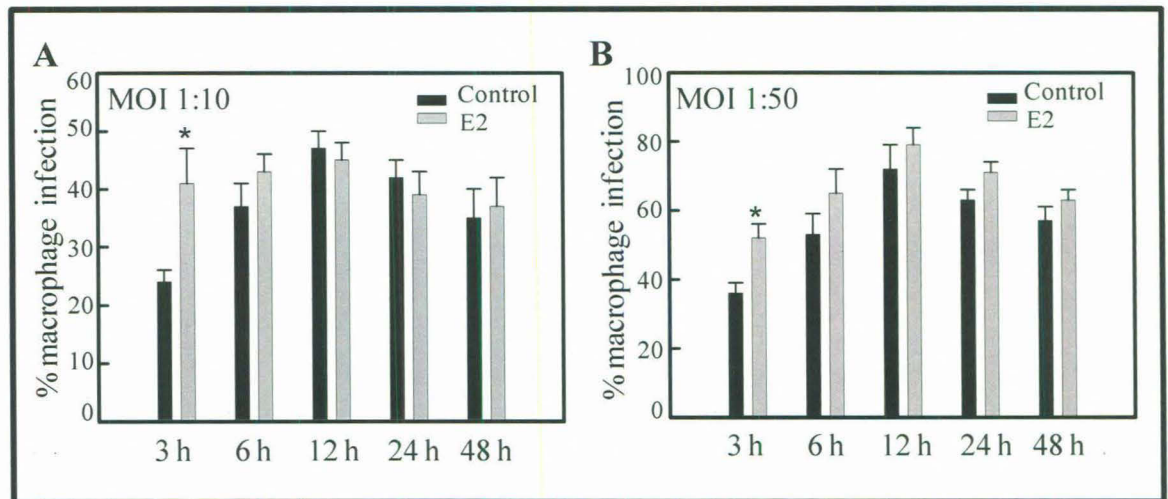 A
MOI 1:10
Control
E2
*
% macrophage infection
60
50
40
30
20
10
0
3 h 6 h 12 h 24 h 48 h
B
MOI 1:50
Control
E2
*
% macrophage infection
100
80
60
40
20
0
3 h 6 h 12 h 24 h 48 h